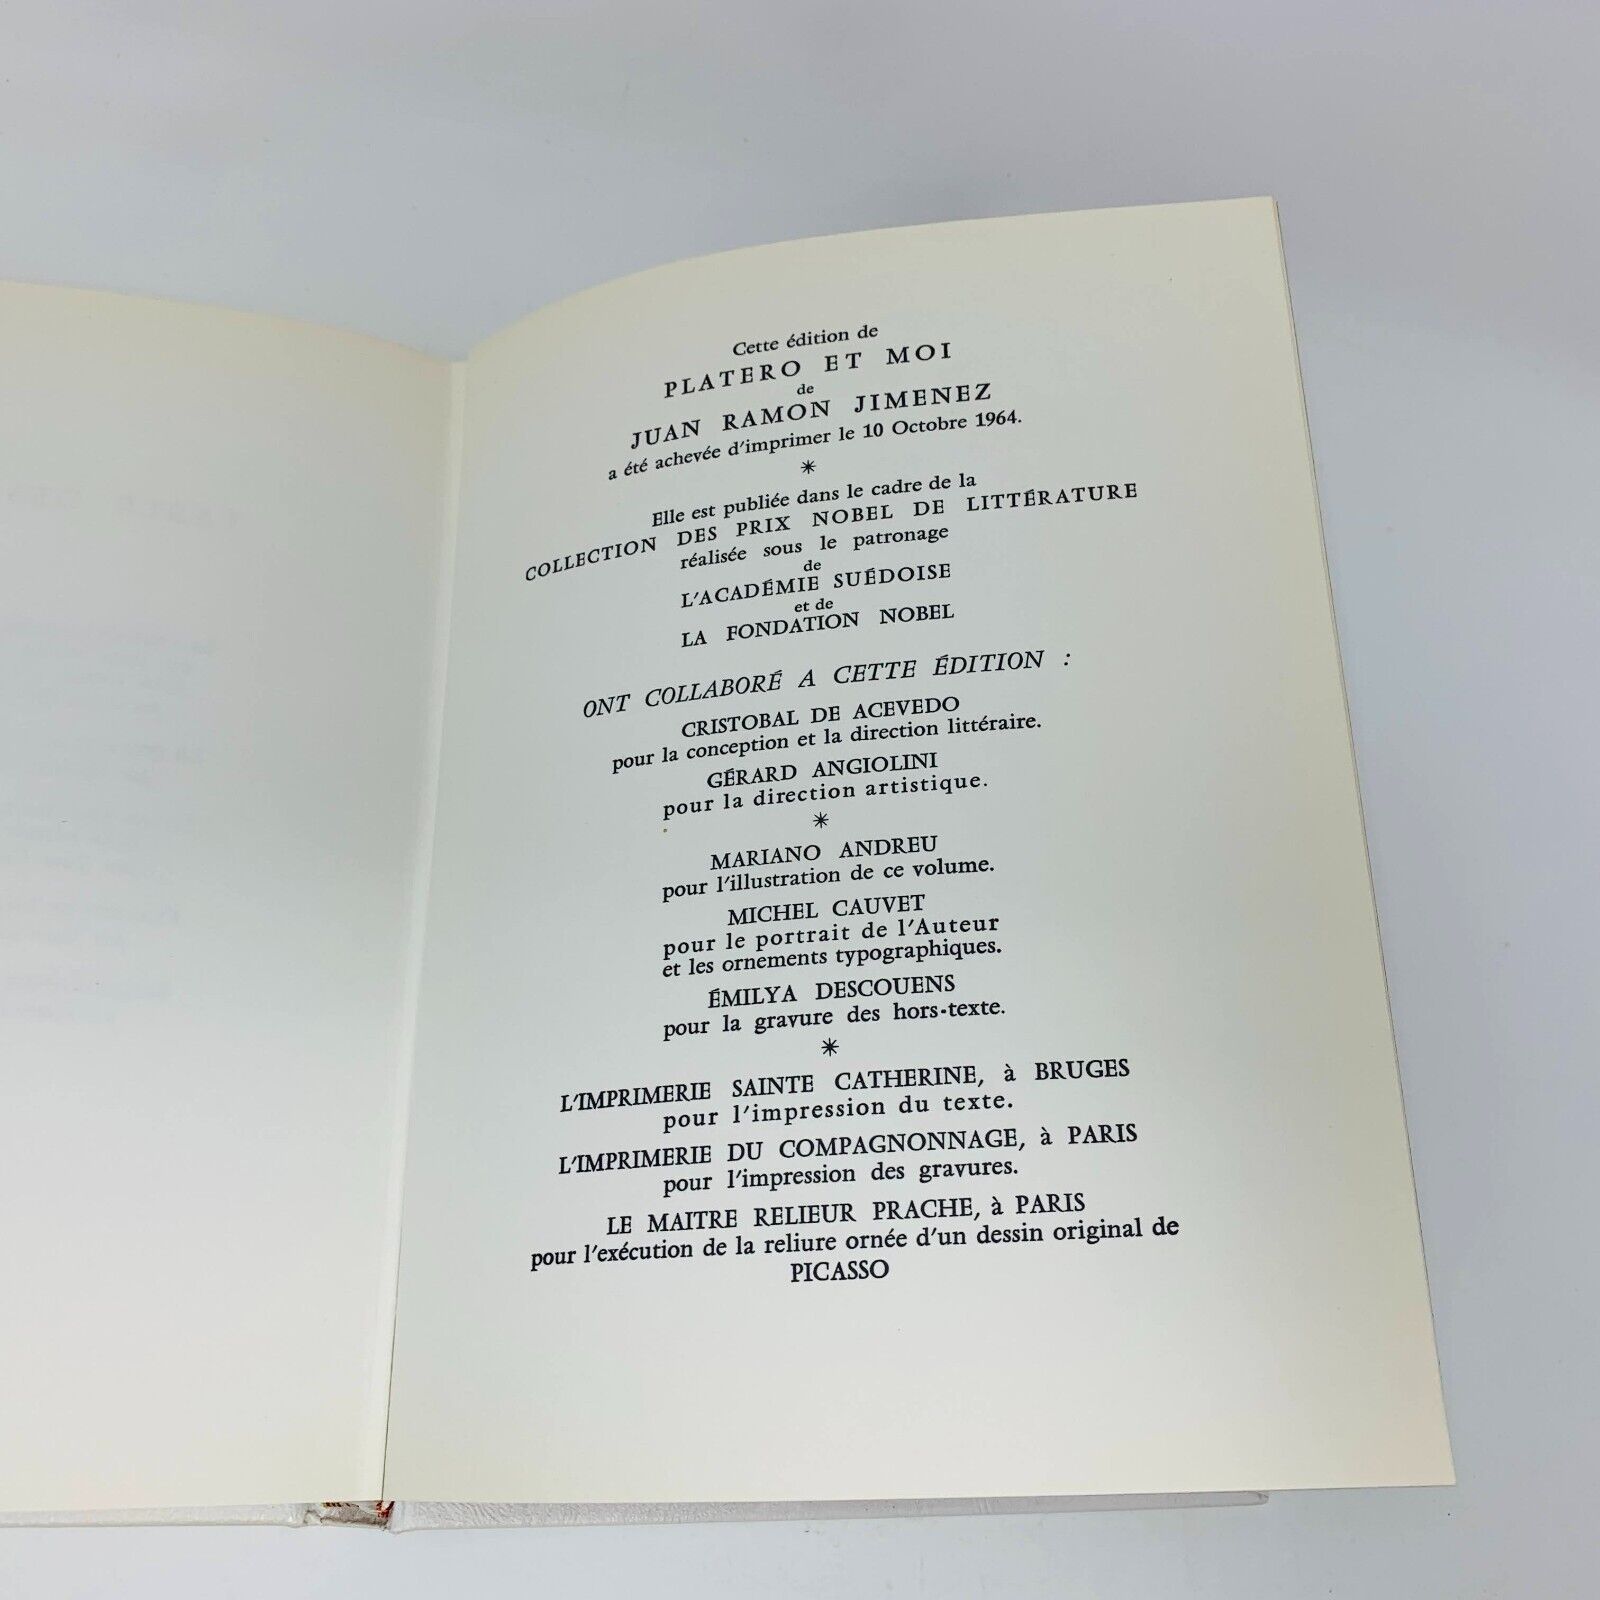 Cette édition de
PLATERO ET MOI
de
JUAN RAMON JIMENEZ
a été achevée d'imprimer le 10 Octobre 1964.
*
Elle est publiée dans le cadre de la
COLLECTION DES PRIX NOBEL DE LITTÉRATURE
réalisée sous le patronage
de
L'ACADÉMIE SUÉDOISE
et de
LA FONDATION NOBEL
ONT COLLABORÉ A CETTE ÉDITION :
CRISTOBAL DE ACEVEDO
pour la conception et la direction littéraire.
GÉRARD ANGIOLINI
pour la direction artistique.
*
MARIANO ANDREU
pour l'illustration de ce volume.
MICHEL CAUVET
pour le portrait de l'Auteur
et les ornements typographiques.
ÉMILYA DESCOUENS
pour la gravure des hors-texte.
*
L'IMPRIMERIE SAINTE CATHERINE, à BRUGES
pour l'impression du texte.
L'IMPRIMERIE DU COMPAGNONNAGE, à PARIS
pour l'impression des gravures.
LE MAITRE RELIEUR PRACHE, à PARIS
pour l'exécution de la reliure ornée d'un dessin original de
PICASSO